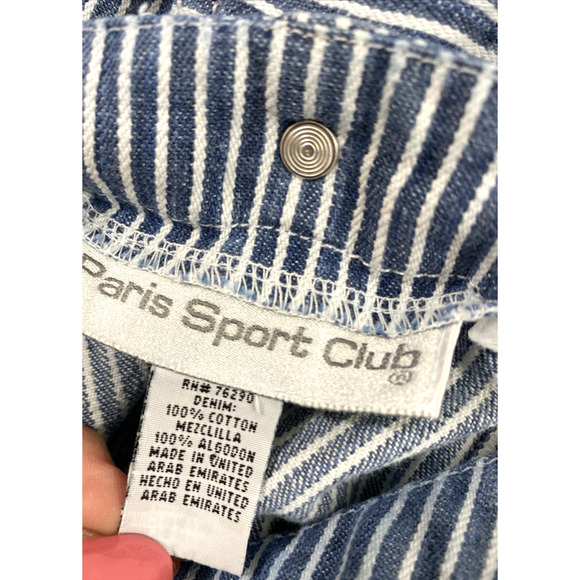 Paris Sport Club
®
RN# 76290
DENIM:
100% COTTON
MEZCLILLA
100% ALGODON
MADE IN UNITED
ARAB EMIRATES
HECHO EN UNITED
ARAB EMIRATES